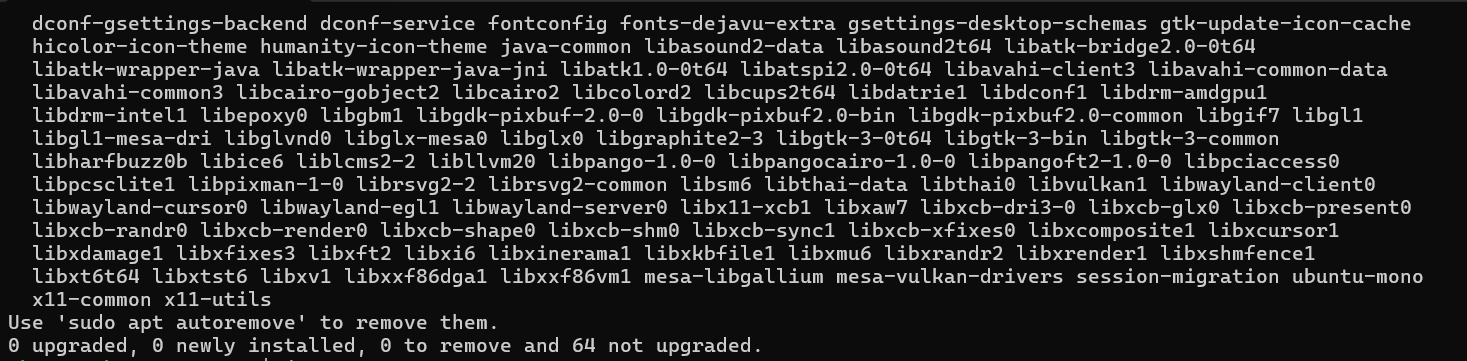 dconf-gsettings-backend dconf-service fontconfig fonts-dejavu-extra gsettings-desktop-schemas gtk-update-icon-cache
hicolor-icon-theme humanity-icon-theme java-common libasound2-data libasound2t64 libatk-bridge2.0-0t64
libatk-wrapper-java libatk-wrapper-java-jni libatk1.0-0t64 libatspi2.0-0t64 libavahi-client3 libavahi-common-data
libavahi-common3 libcairo-gobject2 libcairo2 libcolord2 libcups2t64 libdatrie1 libdconf1 libdrm-amdgpu1
libdrm-intel1 libepoxy0 libgbm1 libgdk-pixbuf-2.0-0 libgdk-pixbuf2.0-bin libgdk-pixbuf2.0-common libgif7 libgl1
libgl1-mesa-dri libglvnd0 libglx-mesa0 libglx0 libgraphite2-3 libgtk-3-0t64 libgtk-3-bin libgtk-3-common
libharfbuzz0b libice6 liblcms2-2 libllvm20 libpango-1.0-0 libpangocairo-1.0-0 libpangoft2-1.0-0 libpciaccess0
libpcsclite1 libpixman-1-0 librsvg2-2 librsvg2-common libsm6 libthai-data libthai0 libvulkan1 libwayland-client0
libwayland-cursor0 libwayland-egl1 libwayland-server0 libx11-xcb1 libxaw7 libxcb-dri3-0 libxcb-glx0 libxcb-present0
libxcb-randr0 libxcb-render0 libxcb-shape0 libxcb-shm0 libxcb-sync1 libxcb-xfixes0 libxcomposite1 libxcursor1
libxdamage1 libxfixes3 libxft2 libxi6 libxinerama1 libxkbfile1 libxmu6 libxrandr2 libxrender1 libxshmfence1
libxt6t64 libxtst6 libxv1 libxxf86dga1 libxxf86vm1 mesa-libgallium mesa-vulkan-drivers session-migration ubuntu-mono
x11-common x11-utils
Use 'sudo apt autoremove' to remove them.
0 upgraded, 0 newly installed, 0 to remove and 64 not upgraded.